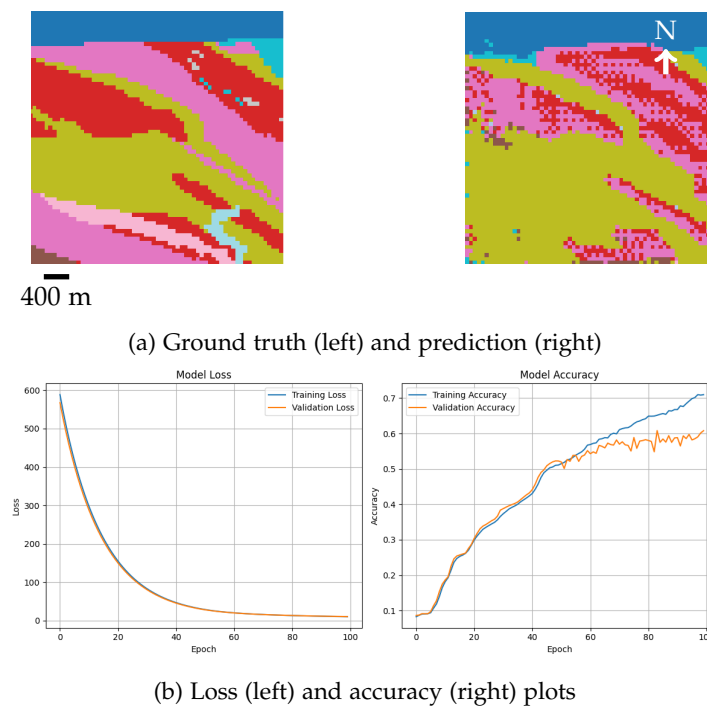 N
400 m
(a) Ground truth (left) and prediction (right)
Model Loss
Training Loss
Validation Loss
600
500
400
300
200
100
0
Loss
0 20 40 60 80 100
Epoch
Model Accuracy
Training Accuracy
Validation Accuracy
0.7
0.6
0.5
0.4
0.3
0.2
0.1
Accuracy
0 20 40 60 80 100
Epoch
(b) Loss (left) and accuracy (right) plots